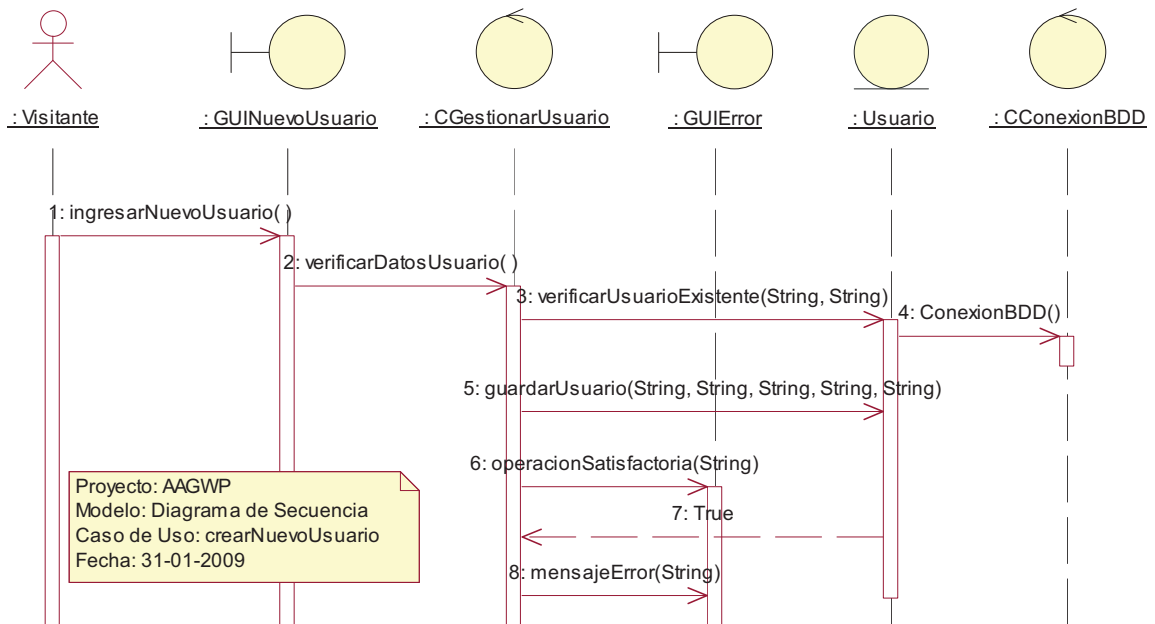 : Visitante
: GUINuevoUsuario
: CGestionarUsuario
: GUIError
: Usuario
: CConexionBDD
1: ingresarNuevoUsuario( )
2: verificarDatosUsuario( )
3: verificarUsuarioExistente(String, String)
4: ConexionBDD()
5: guardarUsuario(String, String, String, String, String)
6: operacionSatisfactoria(String)
7: True
8: mensajeError(String)
Proyecto: AAGWP
Modelo: Diagrama de Secuencia
Caso de Uso: crearNuevoUsuario
Fecha: 31-01-2009